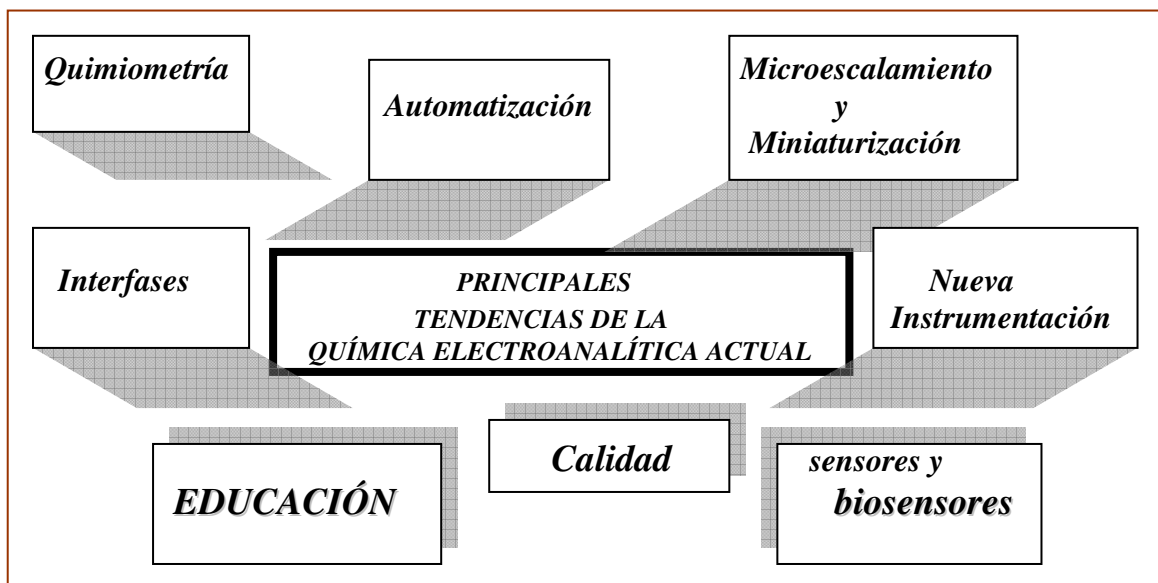 Quimiometría
Automatización
Microescalamiento
y
Miniaturización
Interfases
PRINCIPALES
TENDENCIAS DE LA
QUÍMICA ELECTROANALÍTICA ACTUAL
Nueva
Instrumentación
EDUCACIÓN
Calidad
sensores y
biosensores